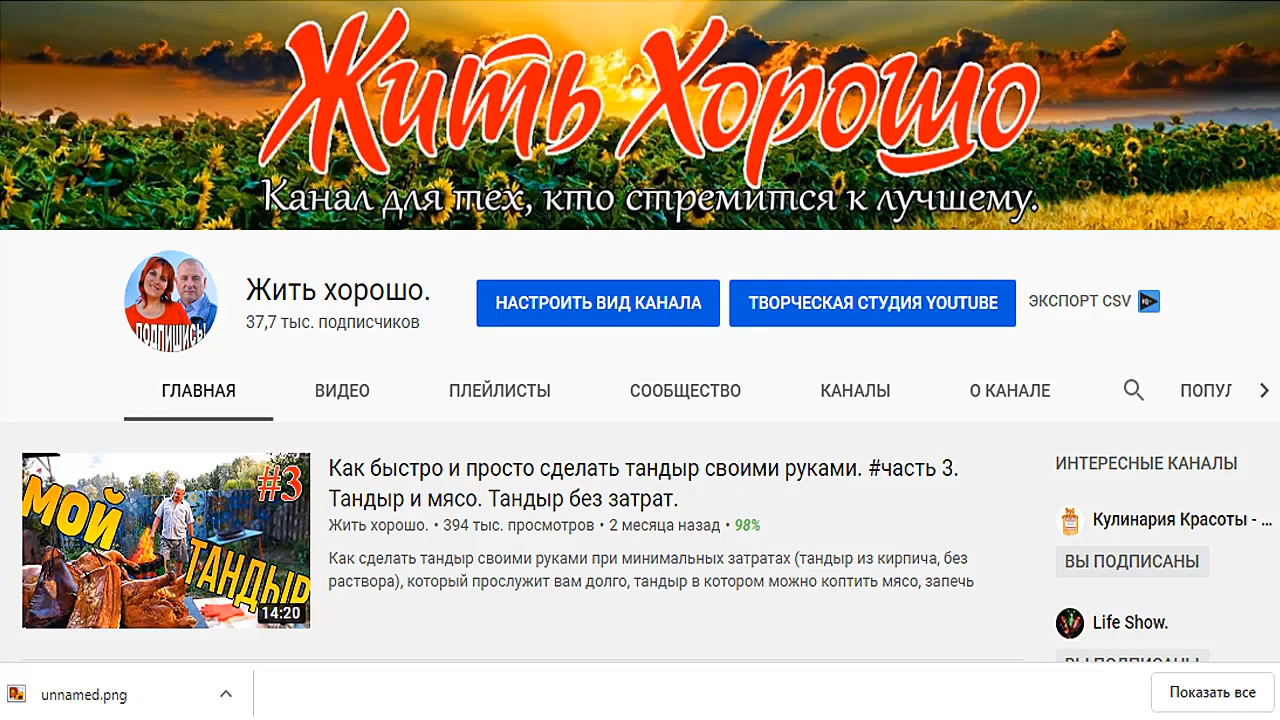 Жить Хорошо
Канал для тех, кто стремится к лучшему.
Жить хорошо.
37,7 тыс. подписчиков
ПОДПИШИСЬ
НАСТРОИТЬ ВИД КАНАЛА
ТВОРЧЕСКАЯ СТУДИЯ YOUTUBE
ЭКСПОРТ CSV
ГЛАВНАЯ
ВИДЕО
ПЛЕЙЛИСТЫ
СООБЩЕСТВО
КАНАЛЫ
О КАНАЛЕ
ПОПУЛ
#3
МОЙ
ТАНДЫР
14:20
Как быстро и просто сделать тандыр своими руками. #часть 3.
Тандыр и мясо. Тандыр без затрат.
Жить хорошо. • 394 тыс. просмотров • 2 месяца назад • 98%
Как сделать тандыр своими руками при минимальных затратах (тандыр из кирпича, без
раствора), который прослужит вам долго, тандыр в котором можно коптить мясо, запечь
ИНТЕРЕСНЫЕ КАНАЛЫ
Кулинария Красоты - ...
ВЫ ПОДПИСАНЫ
Life Show.
ВЫ ПОДПИСАНЫ
unnamed.png
Показать все